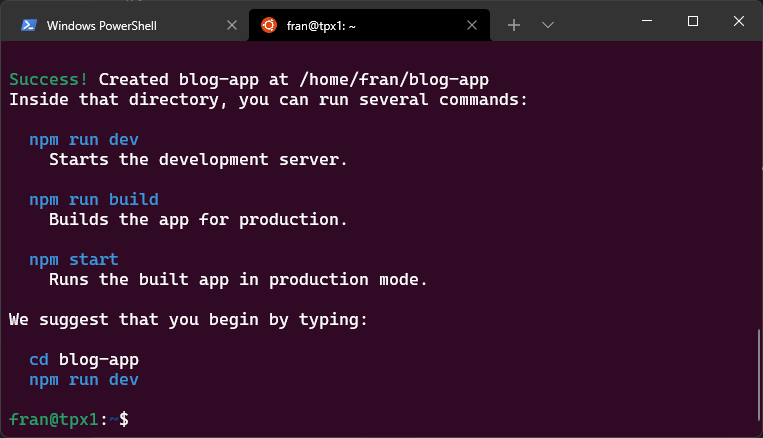 Windows PowerShell
fran@tpx1: ~
Success! Created blog-app at /home/fran/blog-app
Inside that directory, you can run several commands:
npm run dev
Starts the development server.
npm run build
Builds the app for production.
npm start
Runs the built app in production mode.
We suggest that you begin by typing:
cd blog-app
npm run dev
fran@tpx1:~$